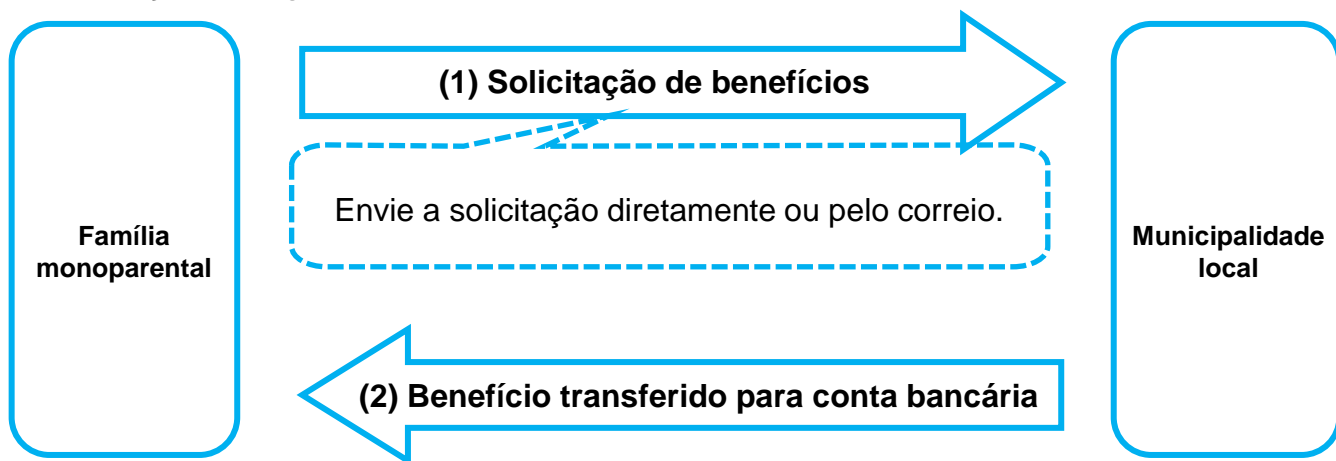 (1) Solicitação de benefícios
Envie a solicitação diretamente ou pelo correio.
Família
monoparental
Municipalidade
local
(2) Benefício transferido para conta bancária